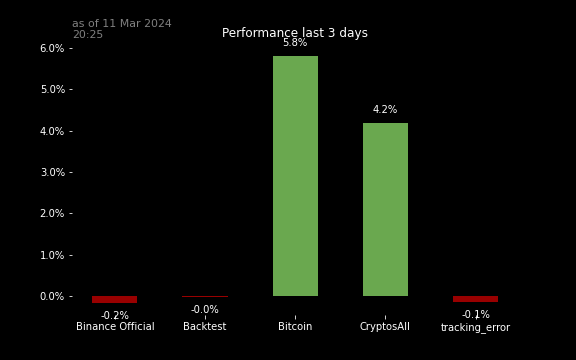 as of 11 Mar 2024
20:25
Performance last 3 days
6.0%
5.0%
4.0%
3.0%
2.0%
1.0%
0.0%
5.8%
4.2%
-0.2%
-0.0%
-0.1%
Binance Official
Backtest
Bitcoin
CryptosAll
tracking_error